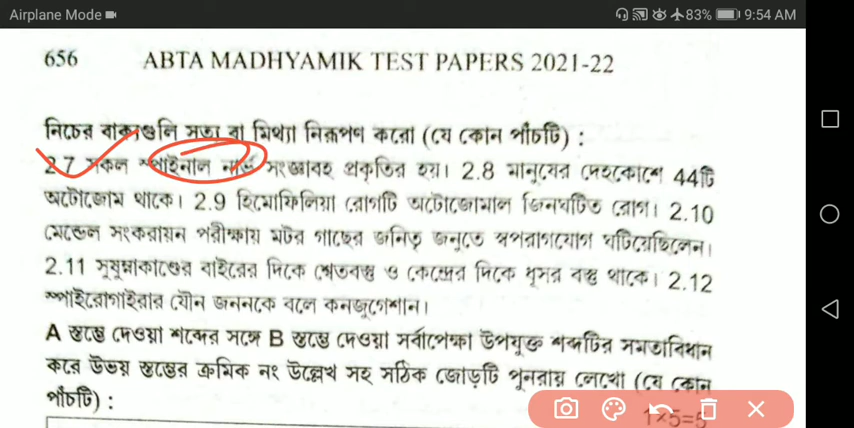 Airplane Mode 83% 9:54 AM
656 ABTA MADHYAMIK TEST PAPERS 2021-22
নিচের বাক্যগুলি সত্য বা মিথ্যা নিরূপণ করো (যে কোন পাঁচটি) :
2.7 সকল স্পাইনাল নার্ভ সংজ্ঞাবহ প্রকৃতির হয়। 2.8 মানুষের দেহকোশে 44টি
অটোজোম থাকে। 2.9 হিমোফিলিয়া রোগটি অটোজোমাল জিনঘটিত রোগ। 2.10
মেন্ডেল সংকরায়ন পরীক্ষায় মটর গাছের জনিতৃ জনুতে স্বপরাগযোগ ঘটিয়েছিলেন।
2.11 সুষুম্নাকাণ্ডের বাইরের দিকে শ্বেতবস্তু ও কেন্দ্রের দিকে ধূসর বস্তু থাকে। 2.12
স্পাইরোগাইরার যৌন জননকে বলে কনজুগেশান।
A স্তম্ভে দেওয়া শব্দের সঙ্গে B স্তম্ভে দেওয়া সর্বাপেক্ষা উপযুক্ত শব্দটির সমতাবিধান
করে উভয় স্তম্ভের ক্রমিক নং উল্লেখ সহ সঠিক জোড়টি পুনরায় লেখো (যে কোন
পাঁচটি) :
1×5=5